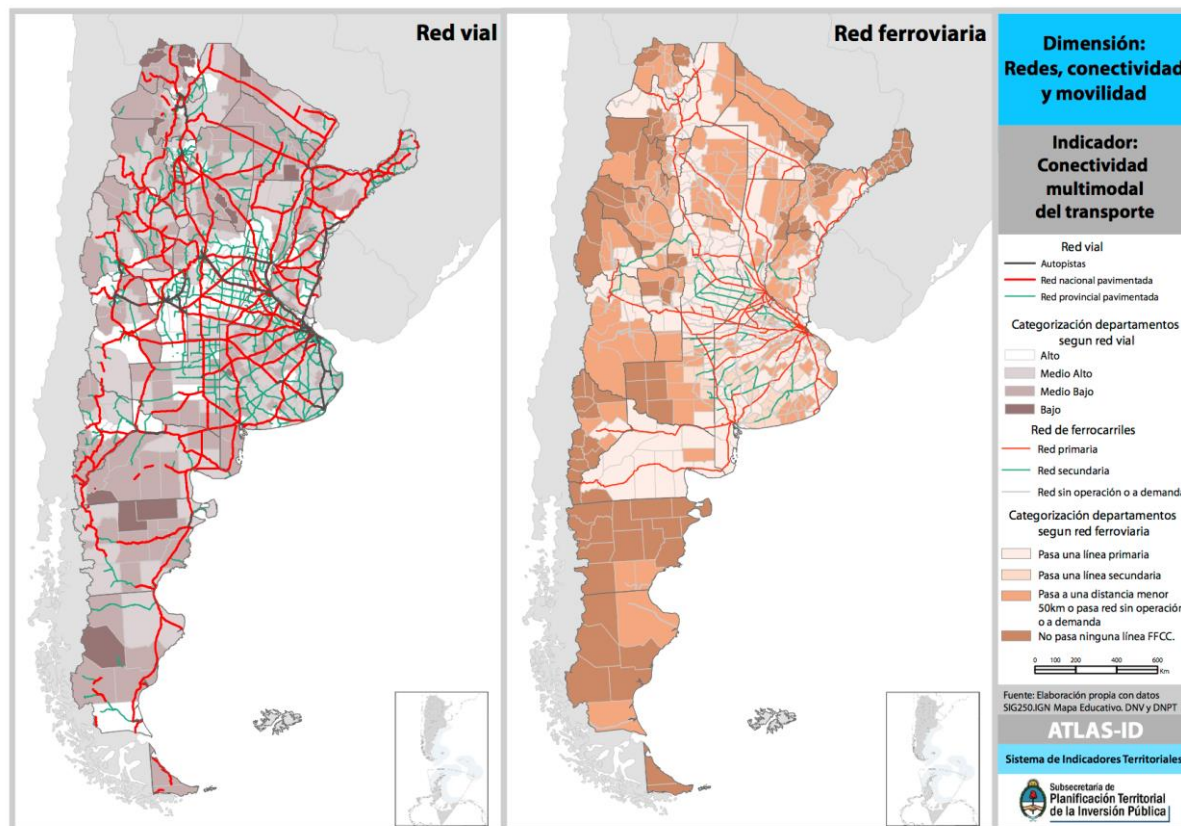 Red vial
Red ferroviaria
Dimensión:
Redes, conectividad
y movilidad
Indicador:
Conectividad
multimodal
del transporte
Red vial
Autopistas
Red nacional pavimentada
Red provincial pavimentada
Categorización departamentos
segun red vial
Alto
Medio Alto
Medio Bajo
Bajo
Red de ferrocarriles
Red primaria
Red secundaria
Red sin operación o a demanda
Categorización departamentos
segun red ferroviaria
Pasa una línea primaria
Pasa una línea secundaria
Pasa a una distancia menor
50km o pasa red sin operación
o a demanda
No pasa ninguna línea FFCC.
0 100 200 400 600
Km
Fuente: Elaboración propia con datos
SIG250.IGN Mapa Educativo. DNV y DNPT
ATLAS-ID
Sistema de Indicadores Territoriales
Subsecretaría de
Planificación Territorial
de la Inversión Pública